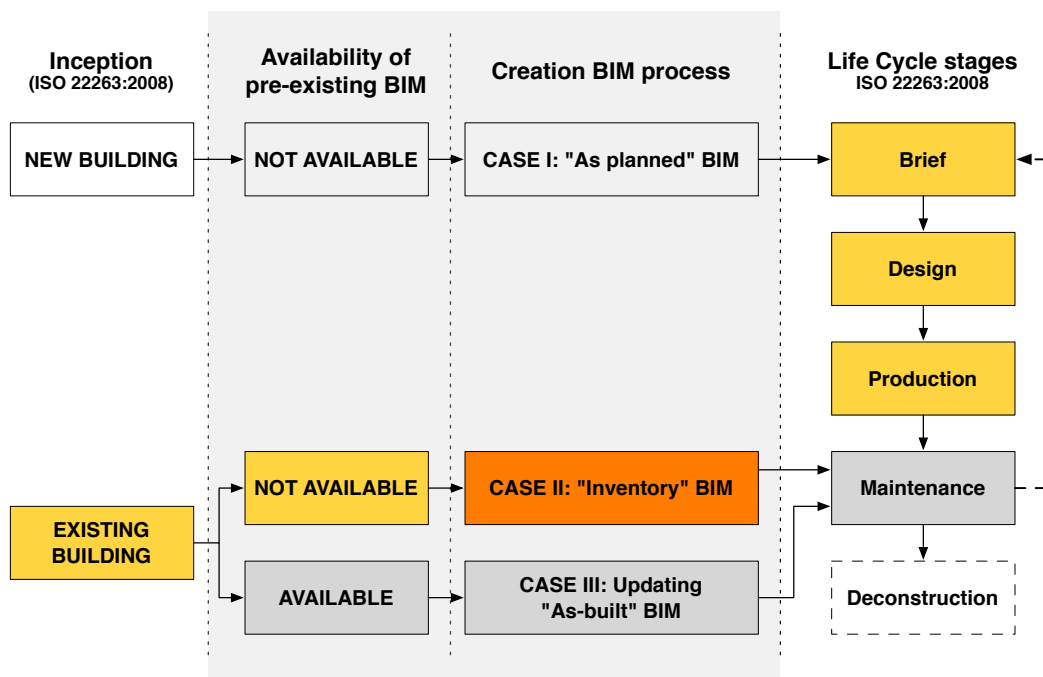 Inception
(ISO 22263:2008)
Availability of
pre-existing BIM
Creation BIM process
Life Cycle stages
ISO 22263:2008
NEW BUILDING
NOT AVAILABLE
CASE I: "As planned" BIM
Brief
Design
Production
EXISTING
BUILDING
NOT AVAILABLE
CASE II: "Inventory" BIM
Maintenance
AVAILABLE
CASE III: Updating
"As-built" BIM
Deconstruction